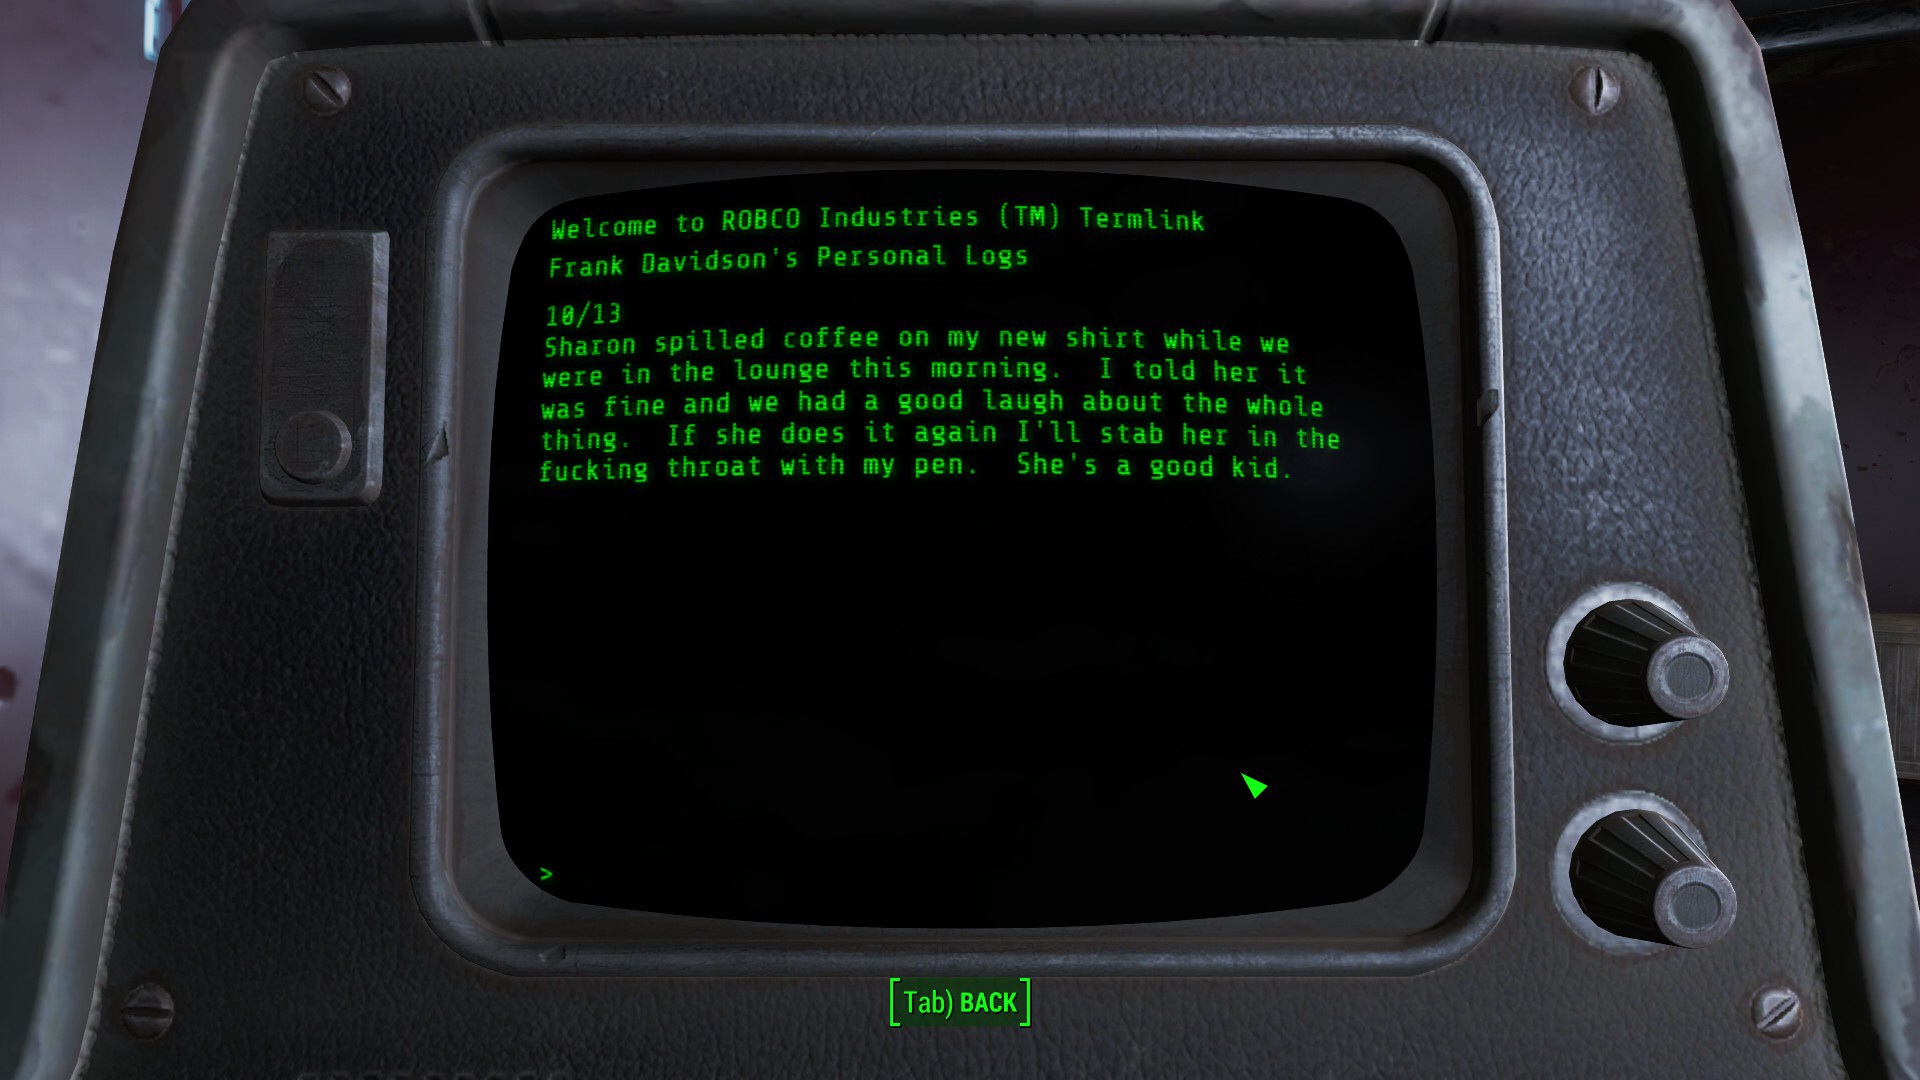 Welcome to ROBCO Industries (TM) Termlink
Frank Davidson's Personal Logs
10/13
Sharon spilled coffee on my new shirt while we
were in the lounge this morning.  I told her it
was fine and we had a good laugh about the whole
thing.  If she does it again I'll stab her in the
fucking throat with my pen.  She's a good kid.
>
[Tab) BACK]